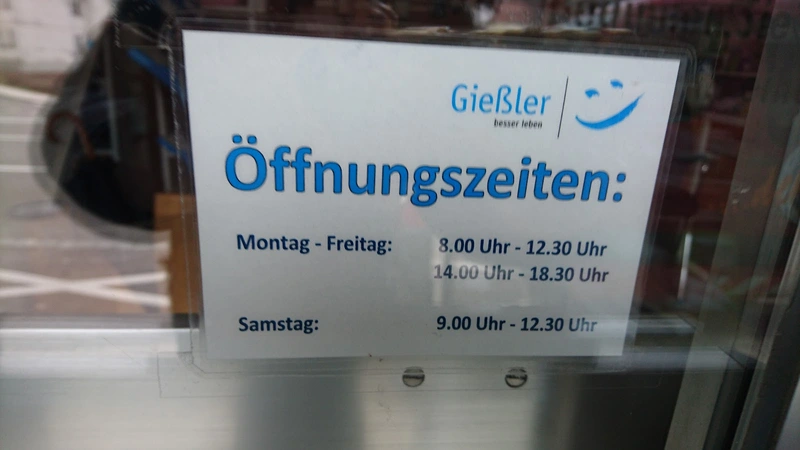 Gießler
besser leben
Öffnungszeiten:
Montag - Freitag: 8.00 Uhr - 12.30 Uhr
14.00 Uhr - 18.30 Uhr
Samstag: 9.00 Uhr - 12.30 Uhr